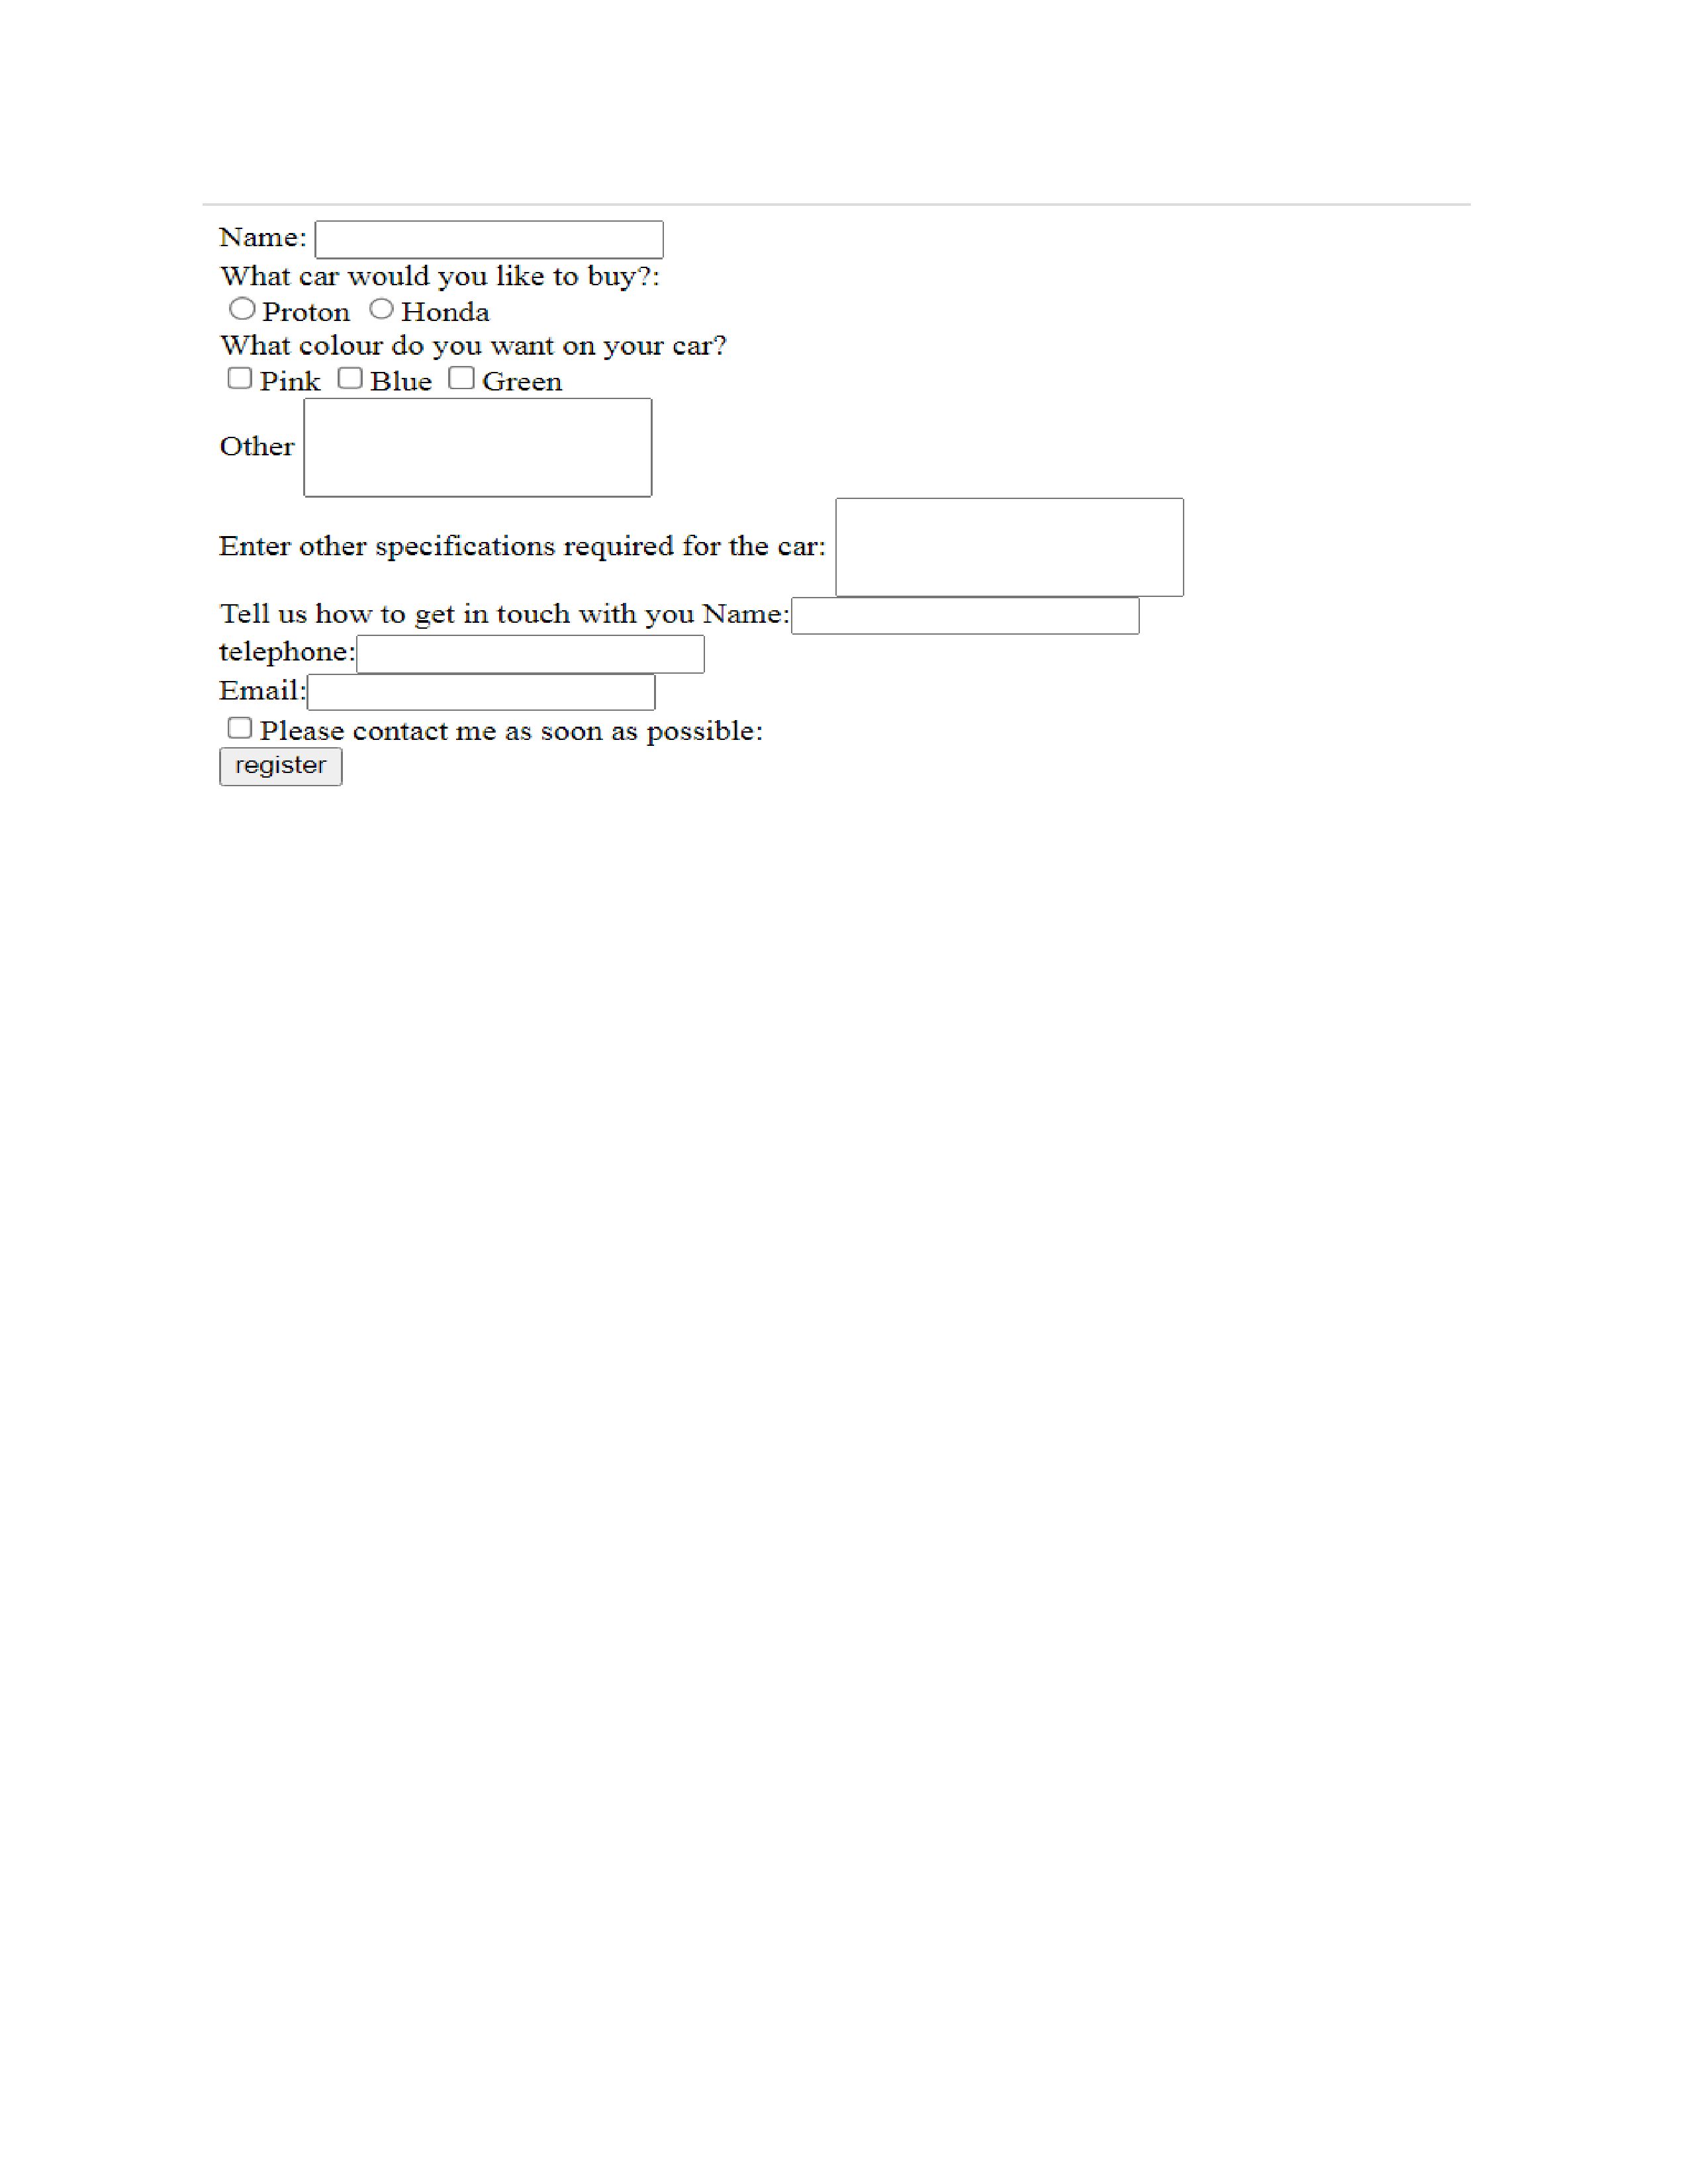 Name:
What car would you like to buy?:
Proton Honda
What colour do you want on your car?
Pink Blue Green
Other
Enter other specifications required for the car:
Tell us how to get in touch with you Name:
telephone:
Email:
Please contact me as soon as possible:
register